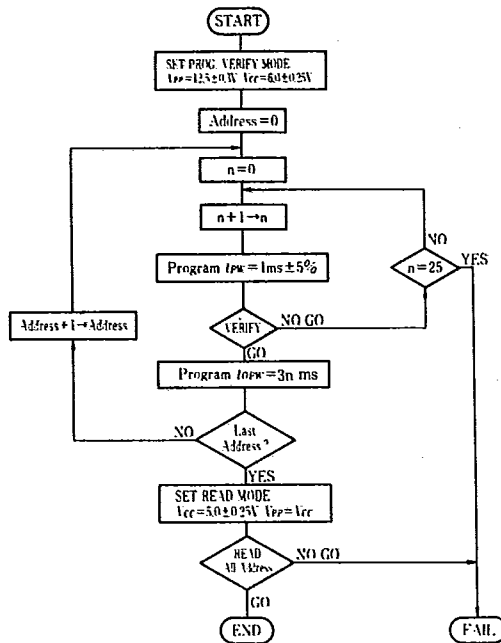 START
SET PROG. VERIFY MODE
VPP=12.5±0.3V VCC=6.0±0.25V
Address=0
n=0
n+1→n
NO
YES
Program tPW=1ms±5%
n=25
Address+1→Address
VERIFY
NO GO
GO
Program tOPW=3n ms
NO
Last
Address?
YES
SET READ MODE
VCC=5.0±0.25V VPP=VCC
READ
All Address
NO GO
GO
END
FAIL